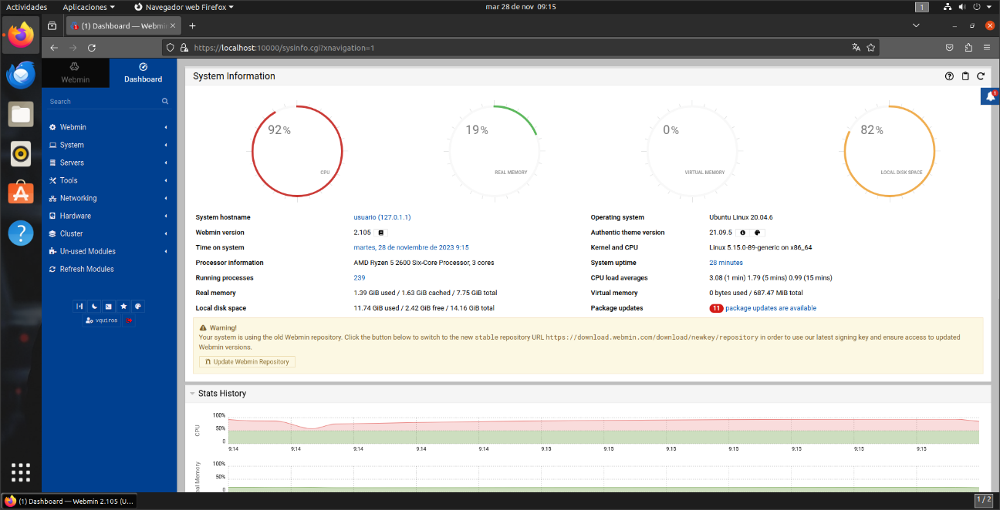 Actividades Aplicaciones Navegador web Firefox mar 28 de nov 09:15 1
(1) Dashboard — Webmin
https://localhost:10000/sysinfo.cgi?xnavigation=1
Webmin Dashboard
Search
Webmin
System
Servers
Tools
Networking
Hardware
Cluster
Un-used Modules
Refresh Modules
vquiros
System Information
1
92% CPU
19% REAL MEMORY
0% VIRTUAL MEMORY
82% LOCAL DISK SPACE
System hostname usuario (127.0.1.1) Operating system Ubuntu Linux 20.04.6
Webmin version 2.105 Authentic theme version 21.09.5
Time on system martes, 28 de noviembre de 2023 9:15 Kernel and CPU Linux 5.15.0-89-generic on x86_64
Processor information AMD Ryzen 5 2600 Six-Core Processor, 3 cores System uptime 28 minutes
Running processes 239 CPU load averages 3.08 (1 min) 1.79 (5 mins) 0.99 (15 mins)
Real memory 1.39 GiB used / 1.63 GiB cached / 7.75 GiB total Virtual memory 0 bytes used / 687.47 MiB total
Local disk space 11.74 GiB used / 2.42 GiB free / 14.16 GiB total Package updates 11 package updates are available
Warning!
Your system is using the old Webmin repository. Click the button below to switch to the new stable repository URL https://download.webmin.com/download/newkey/repository in order to use our latest signing key and ensure access to updated
Webmin versions.
Update Webmin Repository
Stats History
CPU
100%
50%
0
9:14 9:14 9:14 9:14 9:14 9:15 9:15 9:15 9:15 9:15 9:15 9:15
Real Memory
100%
50%
0
(1) Dashboard — Webmin 2.105 (U... 1 / 2